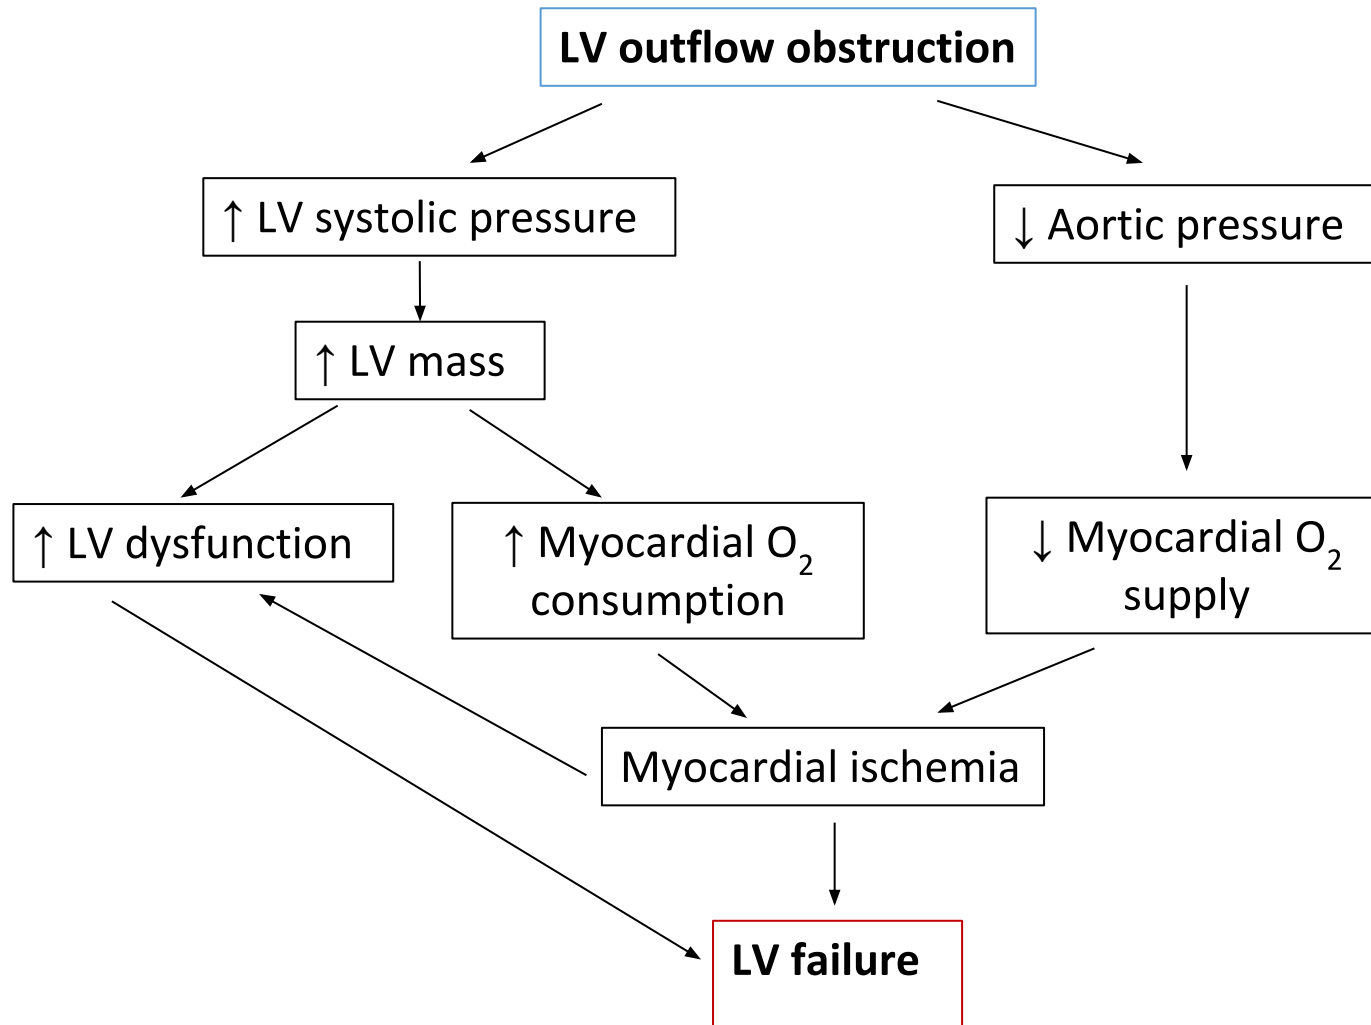 LV outflow obstruction
↑ LV systolic pressure
↓ Aortic pressure
↑ LV mass
↑ LV dysfunction
↑ Myocardial O₂
consumption
↓ Myocardial O₂
supply
Myocardial ischemia
LV failure